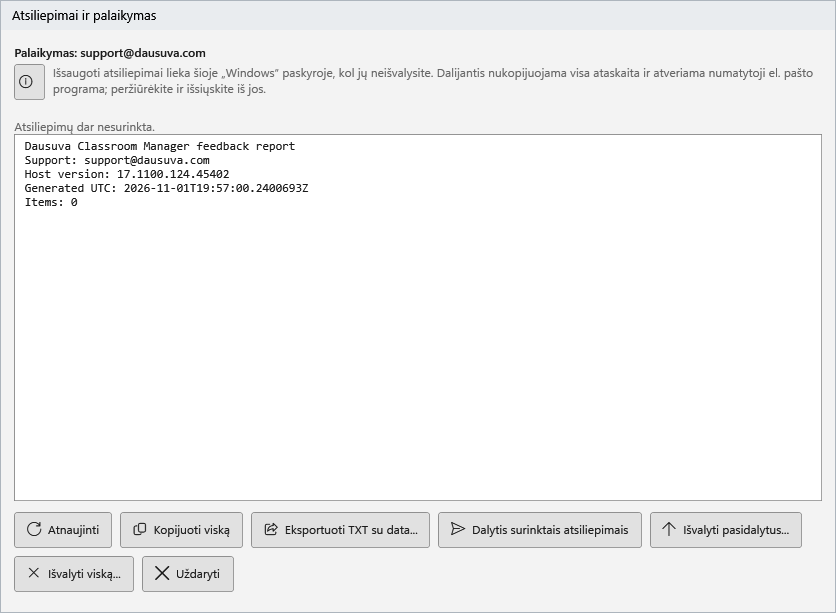 Atsiliepimai ir palaikymas
Palaikymas: support@dausuva.com
Išsaugoti atsiliepimai lieka šioje „Windows“ paskyroje, kol jų neišvalysite. Dalijantis nukopijuojama visa ataskaita ir atveriama numatytoji el. pašto
programa; peržiūrėkite ir išsiųskite iš jos.
Atsiliepimų dar nesurinkta.
Dausuva Classroom Manager feedback report
Support: support@dausuva.com
Host version: 17.1100.124.45402
Generated UTC: 2026-11-01T19:57:00.2400693Z
Items: 0
Atnaujinti
Kopijuoti viską
Eksportuoti TXT su data...
Dalytis surinktais atsiliepimais
Išvalyti pasidalytus...
Išvalyti viską...
Uždaryti